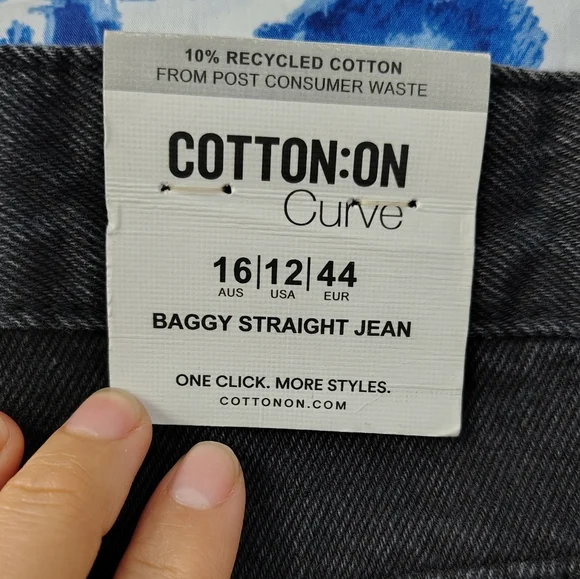 10% RECYCLED COTTON
FROM POST CONSUMER WASTE
COTTON:ON
Curve
16|12|44
AUS USA EUR
BAGGY STRAIGHT JEAN
ONE CLICK. MORE STYLES.
COTTONON.COM